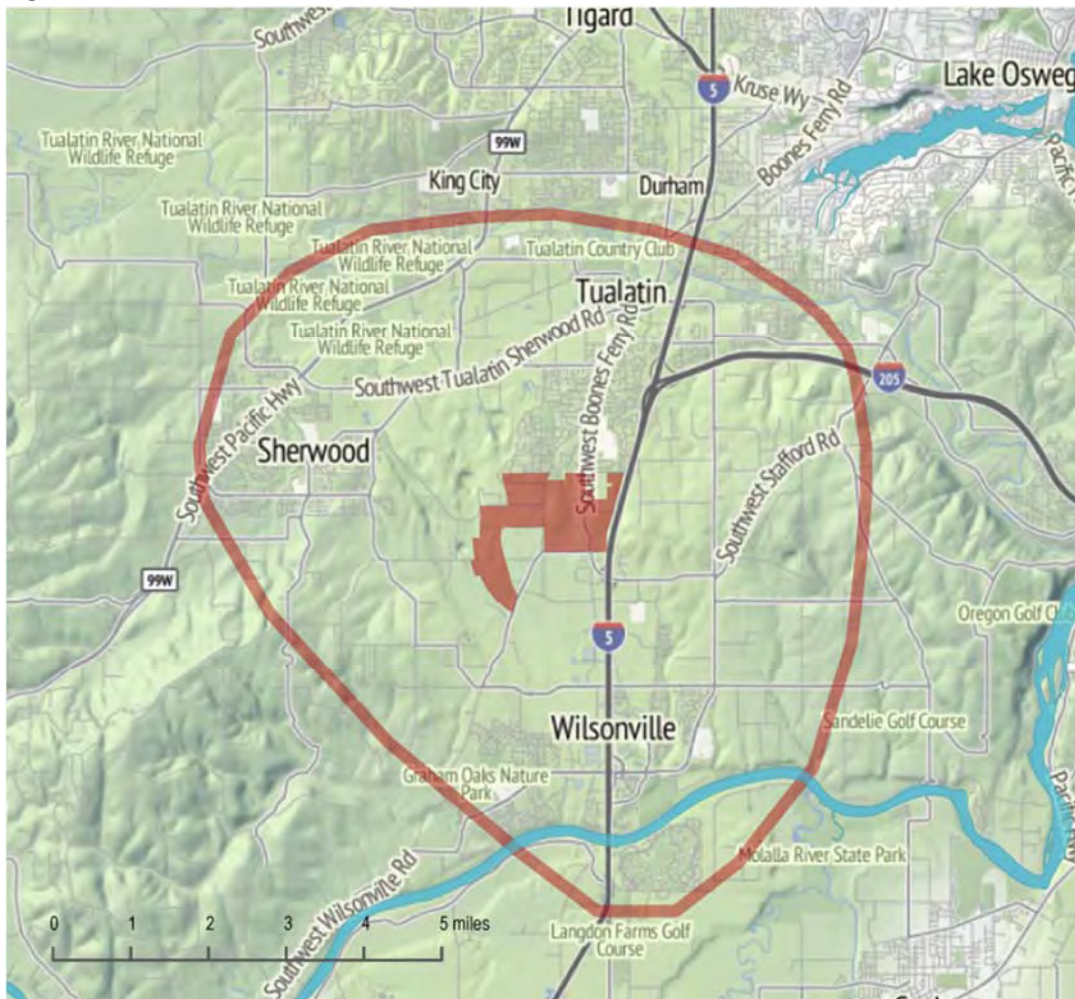 Southwest
Tigard
5
Kruse Wy
Lake Osweg
Boones Ferry Rd
Tualatin River National
Wildlife Refuge
99W
King City
Durham
Pacific
Tualatin River National
Wildlife Refuge
Tualatin River National
Wildlife Refuge
Tualatin Country Club
Tualatin River National
Wildlife Refuge
Tualatin
Tualatin River National
Wildlife Refuge
Southwest Tualatin Sherwood Rd
Southwest Boones Ferry Rd
205
Southwest Pacific Hwy
Sherwood
Southwest Stafford Rd
99W
Oregon Golf Club
5
Wilsonville
Sandelie Golf Course
Graham Oaks Nature
Park
Pacific Hwy
Molalla River State Park
Southwest Wilsonville Rd
0 1 2 3 4 5 miles
Langdon Farms Golf
Course